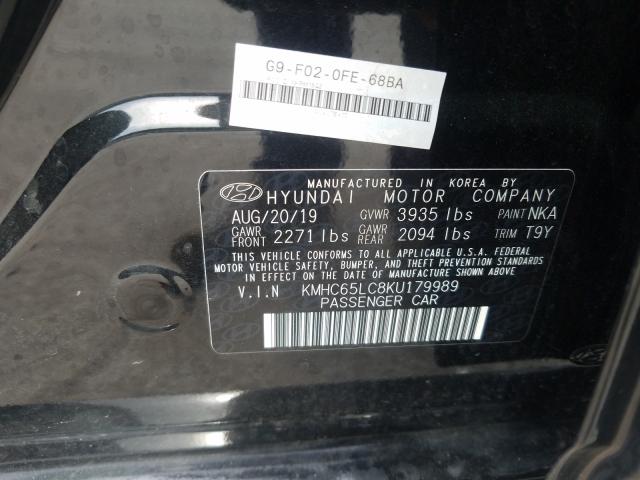 G9-F02-0FE-68BA
MANUFACTURED IN KOREA BY
HYUNDAI MOTOR COMPANY
AUG/20/19 GVWR 3935 lbs PAINT NKA
GAWR FRONT 2271 lbs GAWR REAR 2094 lbs TRIM T9Y
THIS VEHICLE CONFORMS TO ALL APPLICABLE U.S.A. FEDERAL
MOTOR VEHICLE SAFETY, BUMPER, AND THEFT PREVENTION STANDARDS
IN EFFECT ON THE DATE OF MANUFACTURE SHOWN ABOVE.
V.I.N KMHC65LC8KU179989
PASSENGER CAR